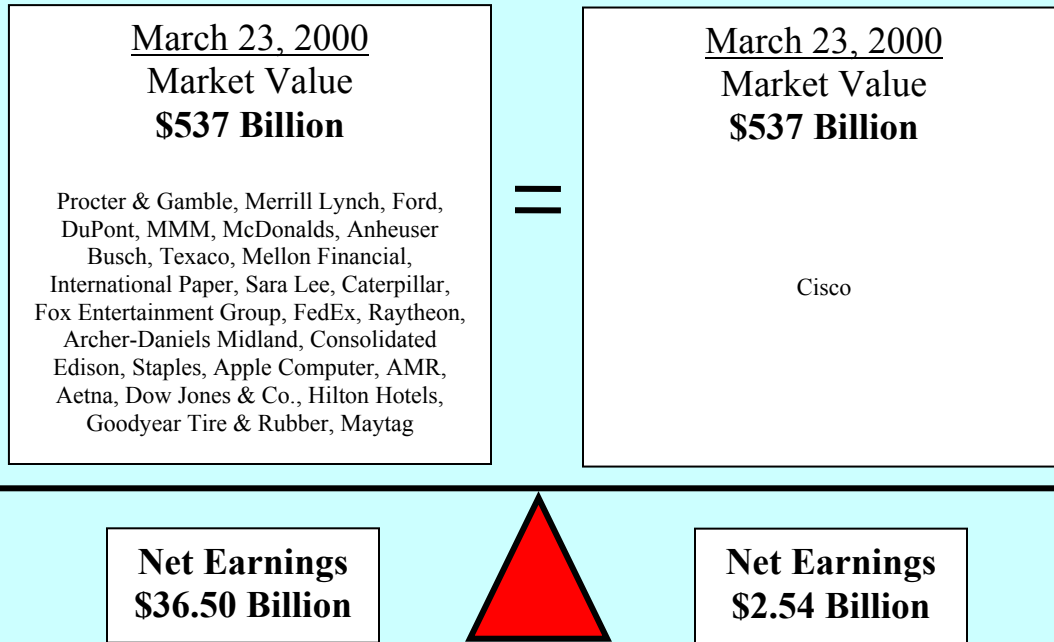 March 23, 2000
Market Value
$537 Billion
Procter & Gamble, Merrill Lynch, Ford,
DuPont, MMM, McDonalds, Anheuser
Busch, Texaco, Mellon Financial,
International Paper, Sara Lee, Caterpillar,
Fox Entertainment Group, FedEx, Raytheon,
Archer-Daniels Midland, Consolidated
Edison, Staples, Apple Computer, AMR,
Aetna, Dow Jones & Co., Hilton Hotels,
Goodyear Tire & Rubber, Maytag
=
March 23, 2000
Market Value
$537 Billion
Cisco
Net Earnings
$36.50 Billion
Net Earnings
$2.54 Billion